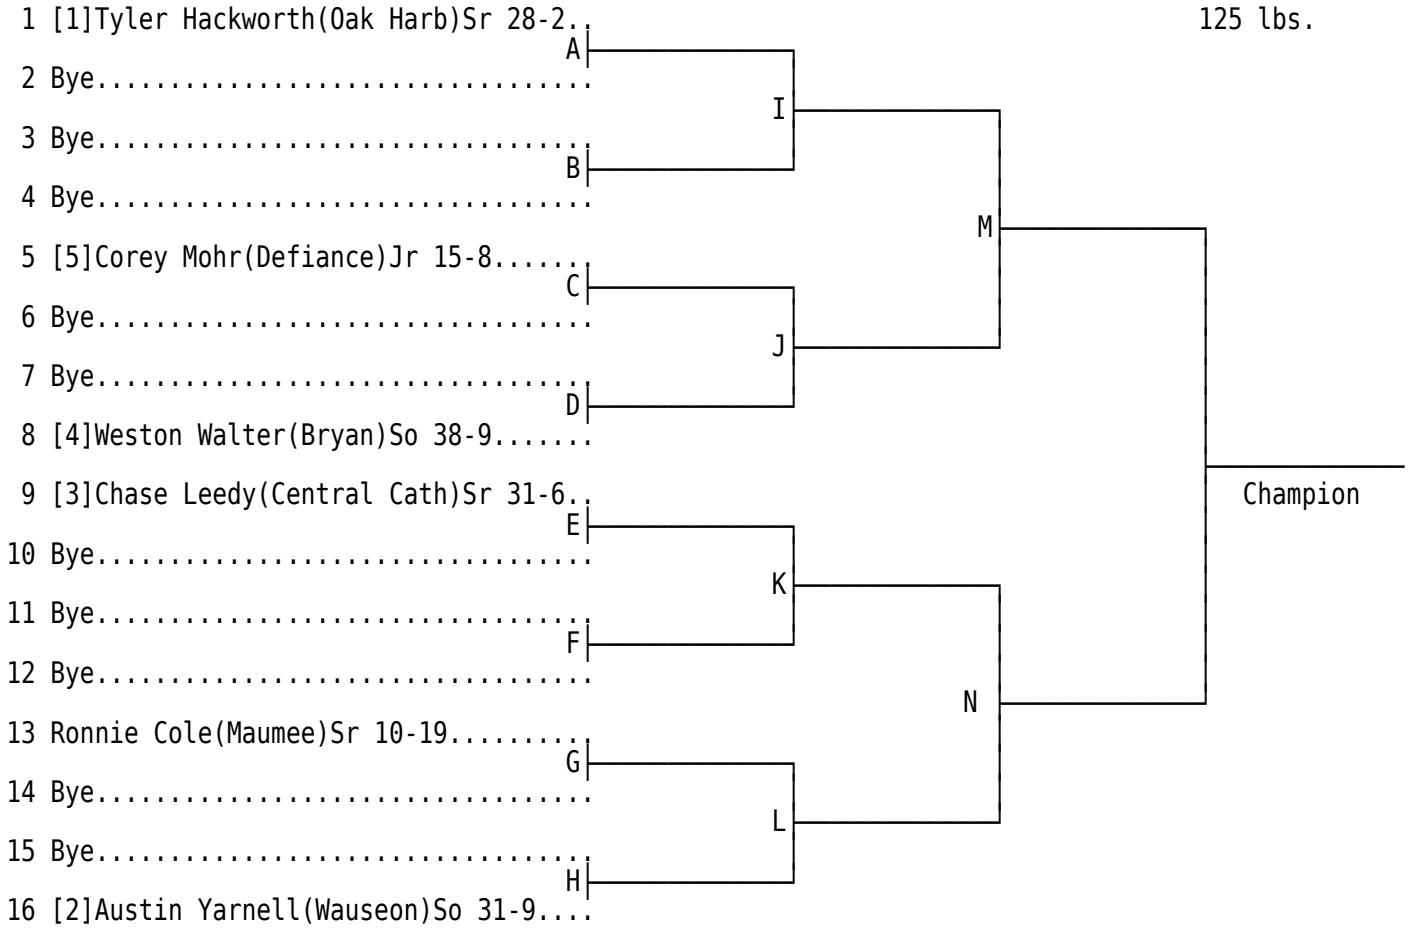 1 [1]Tyler Hackworth(Oak Harb)Sr 28-2.. 125 lbs.
A
2 Bye..................................
I
3 Bye..................................
B
4 Bye..................................
M
5 [5]Corey Mohr(Defiance)Jr 15-8.......
C
6 Bye..................................
J
7 Bye..................................
D
8 [4]Weston Walter(Bryan)So 38-9.......
9 [3]Chase Leedy(Central Cath)Sr 31-6.. Champion
E
10 Bye..................................
K
11 Bye..................................
F
12 Bye..................................
N
13 Ronnie Cole(Maumee)Sr 10-19..........
G
14 Bye..................................
L
15 Bye..................................
H
16 [2]Austin Yarnell(Wauseon)So 31-9....